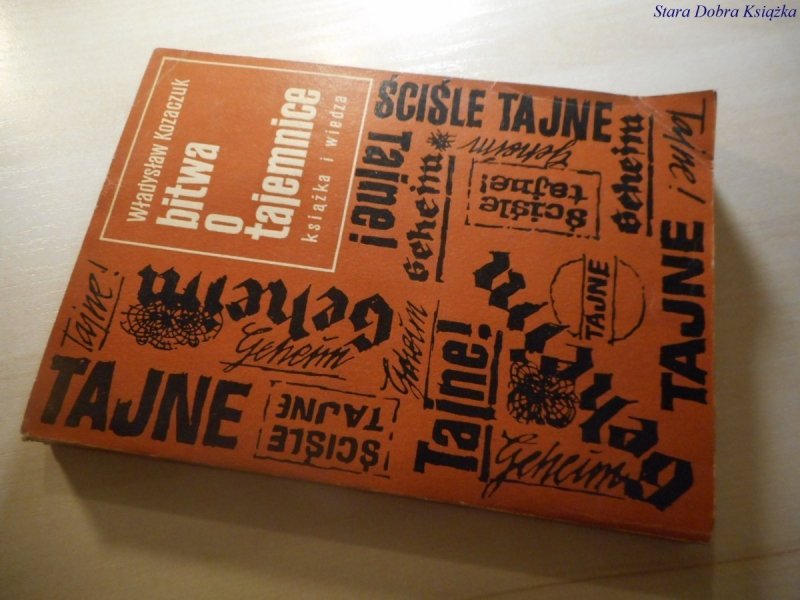 Stara Dobra Książka
Władysław Kozaczuk
bitwa
o
tajemnice
książka i wiedza
ŚCIŚLE TAJNE
Tajne!
Geheim
Geheim
Ściśle
tajne!
Geheim
Tajne!
TAJNE
TAJNE
Geheim
Tajne!
Geheim
Geheim
Geheim
Tajne!
Geheim
TAJNE
ŚCIŚLE
TAJNE